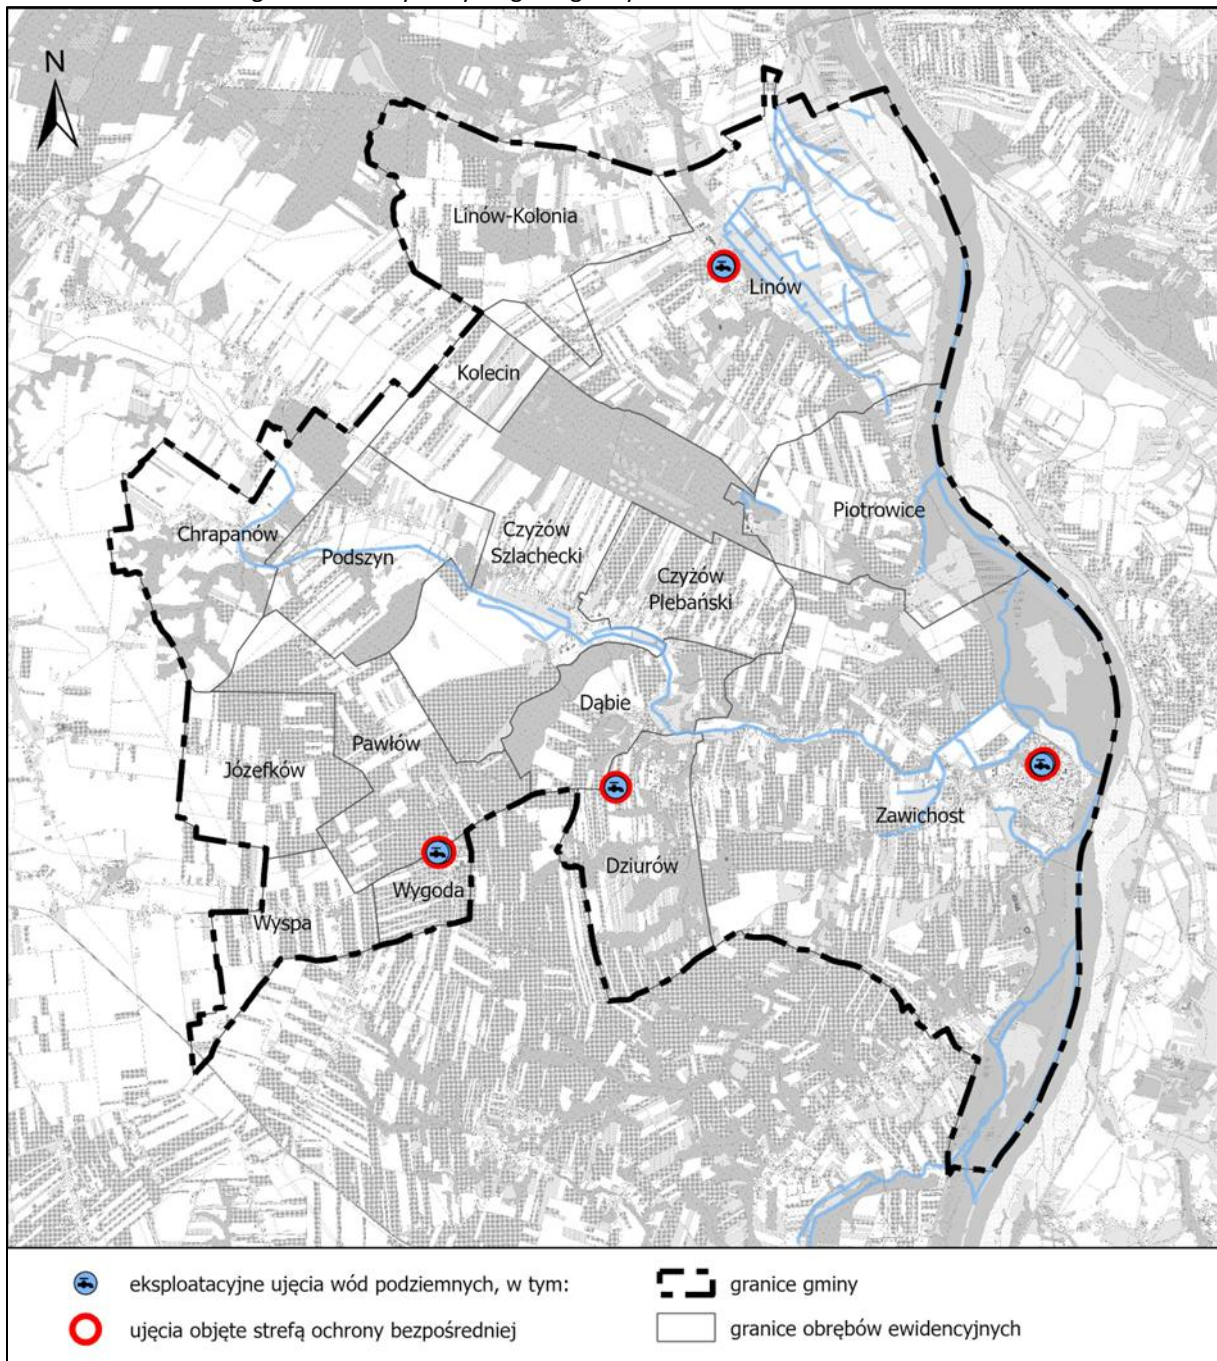 N
Linów-Kolonia
Linów
Kolecin
Chrapanów
Podszyn
Czyżów
Szlachecki
Piotrowice
Czyżów
Plebański
Dąbie
Pawłów
Józefków
Zawichost
Dziurów
Wygoda
Wyspa
eksploatacyjne ujęcia wód podziemnych, w tym:
granice gminy
ujęcia objęte strefą ochrony bezpośredniej
granice obrębów ewidencyjnych